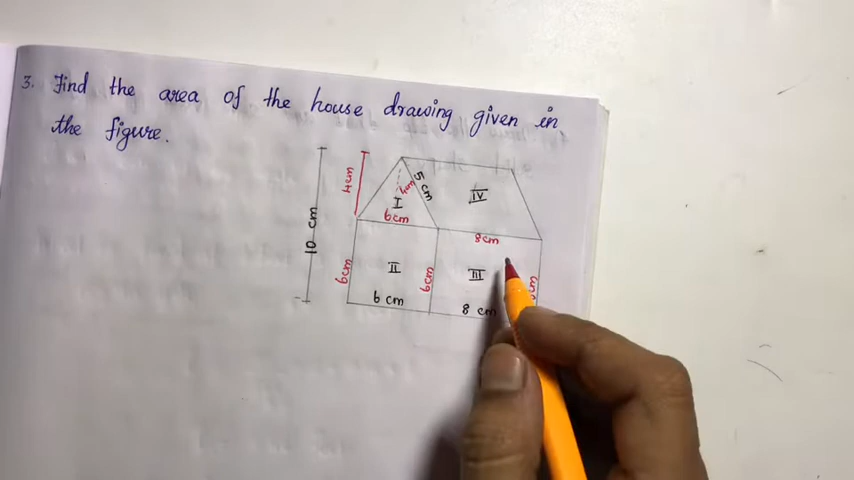 3. Find the area of the house drawing given in
the figure.
4cm
5 cm
4cm
I
IV
6cm
8cm
10 cm
6cm
II
6cm
III
6 cm
8 cm